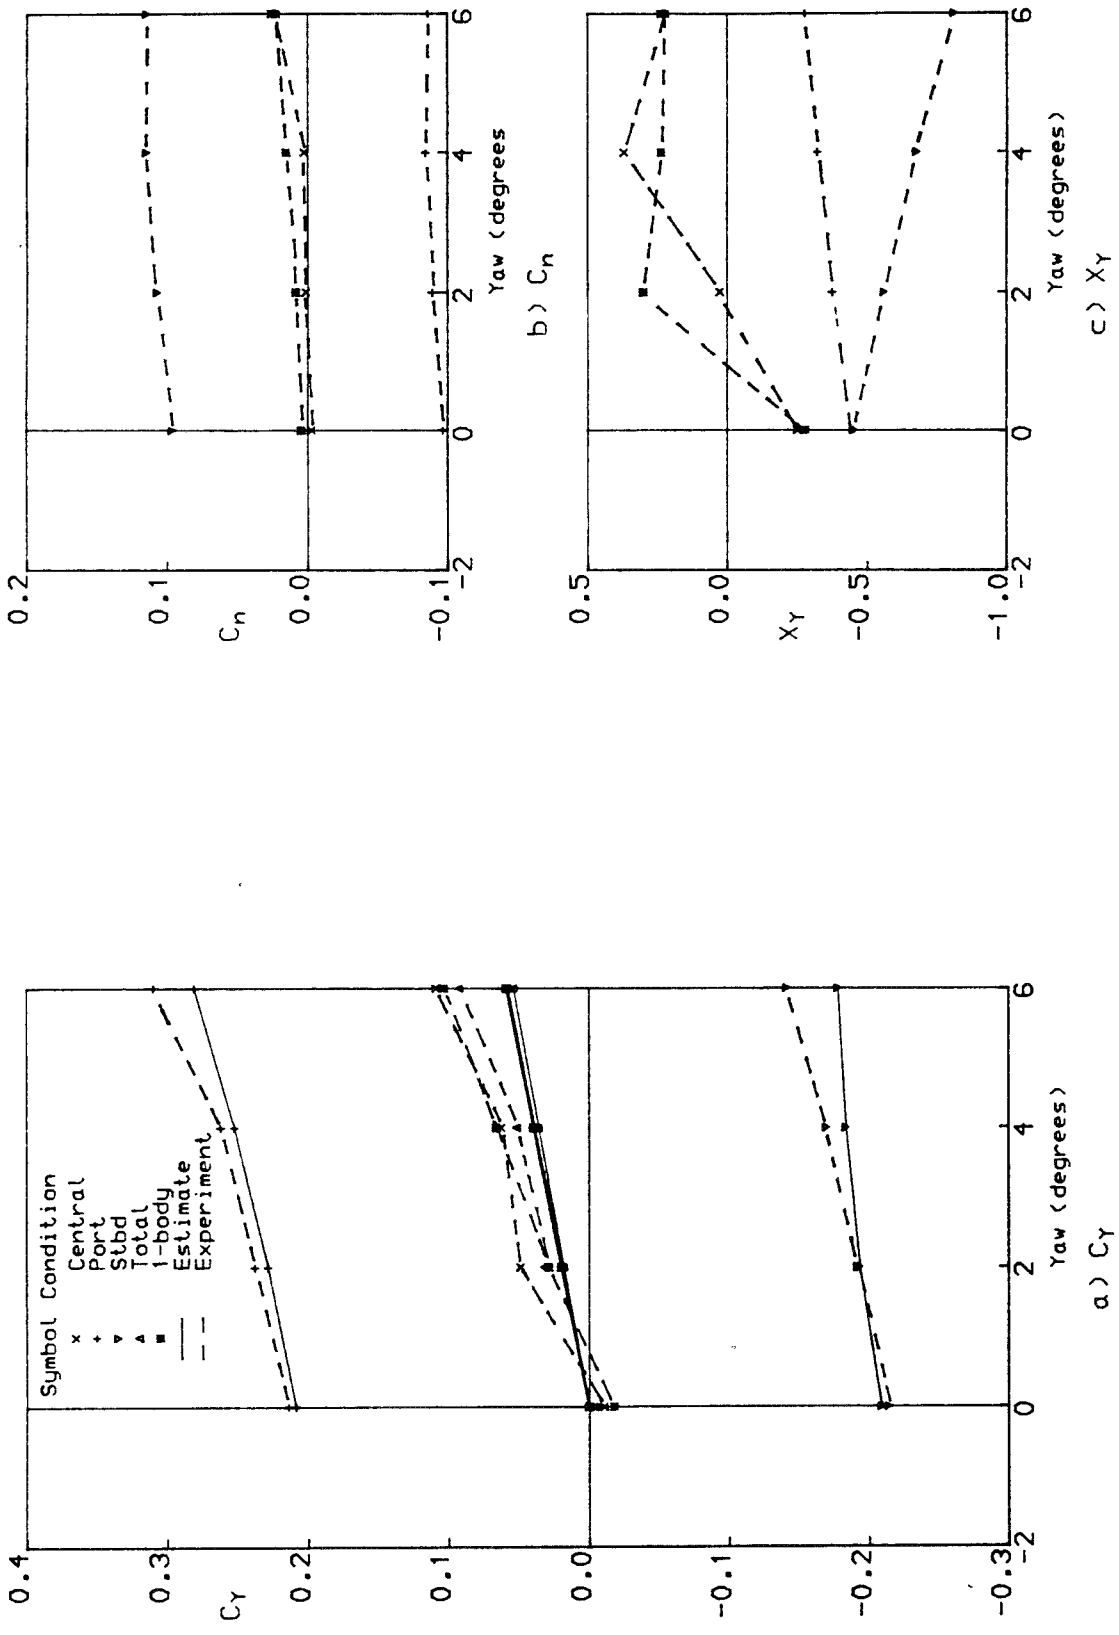 Symbol Condition
× Central
+ Port
▿ Stbd
▵ Total
■ 1-body
—— Estimate
— — Experiment
0.4
0.3
0.2
0.1
0.0
-0.1
-0.2
-0.3
C_Y
-2
0
2
4
6
Yaw (degrees)
a) C_Y
0.2
0.1
0.0
-0.1
C_n
-2
0
2
4
6
Yaw (degrees)
b) C_n
0.5
0.0
-0.5
-1.0
X_Y
-2
0
2
4
6
Yaw (degrees)
c) X_Y